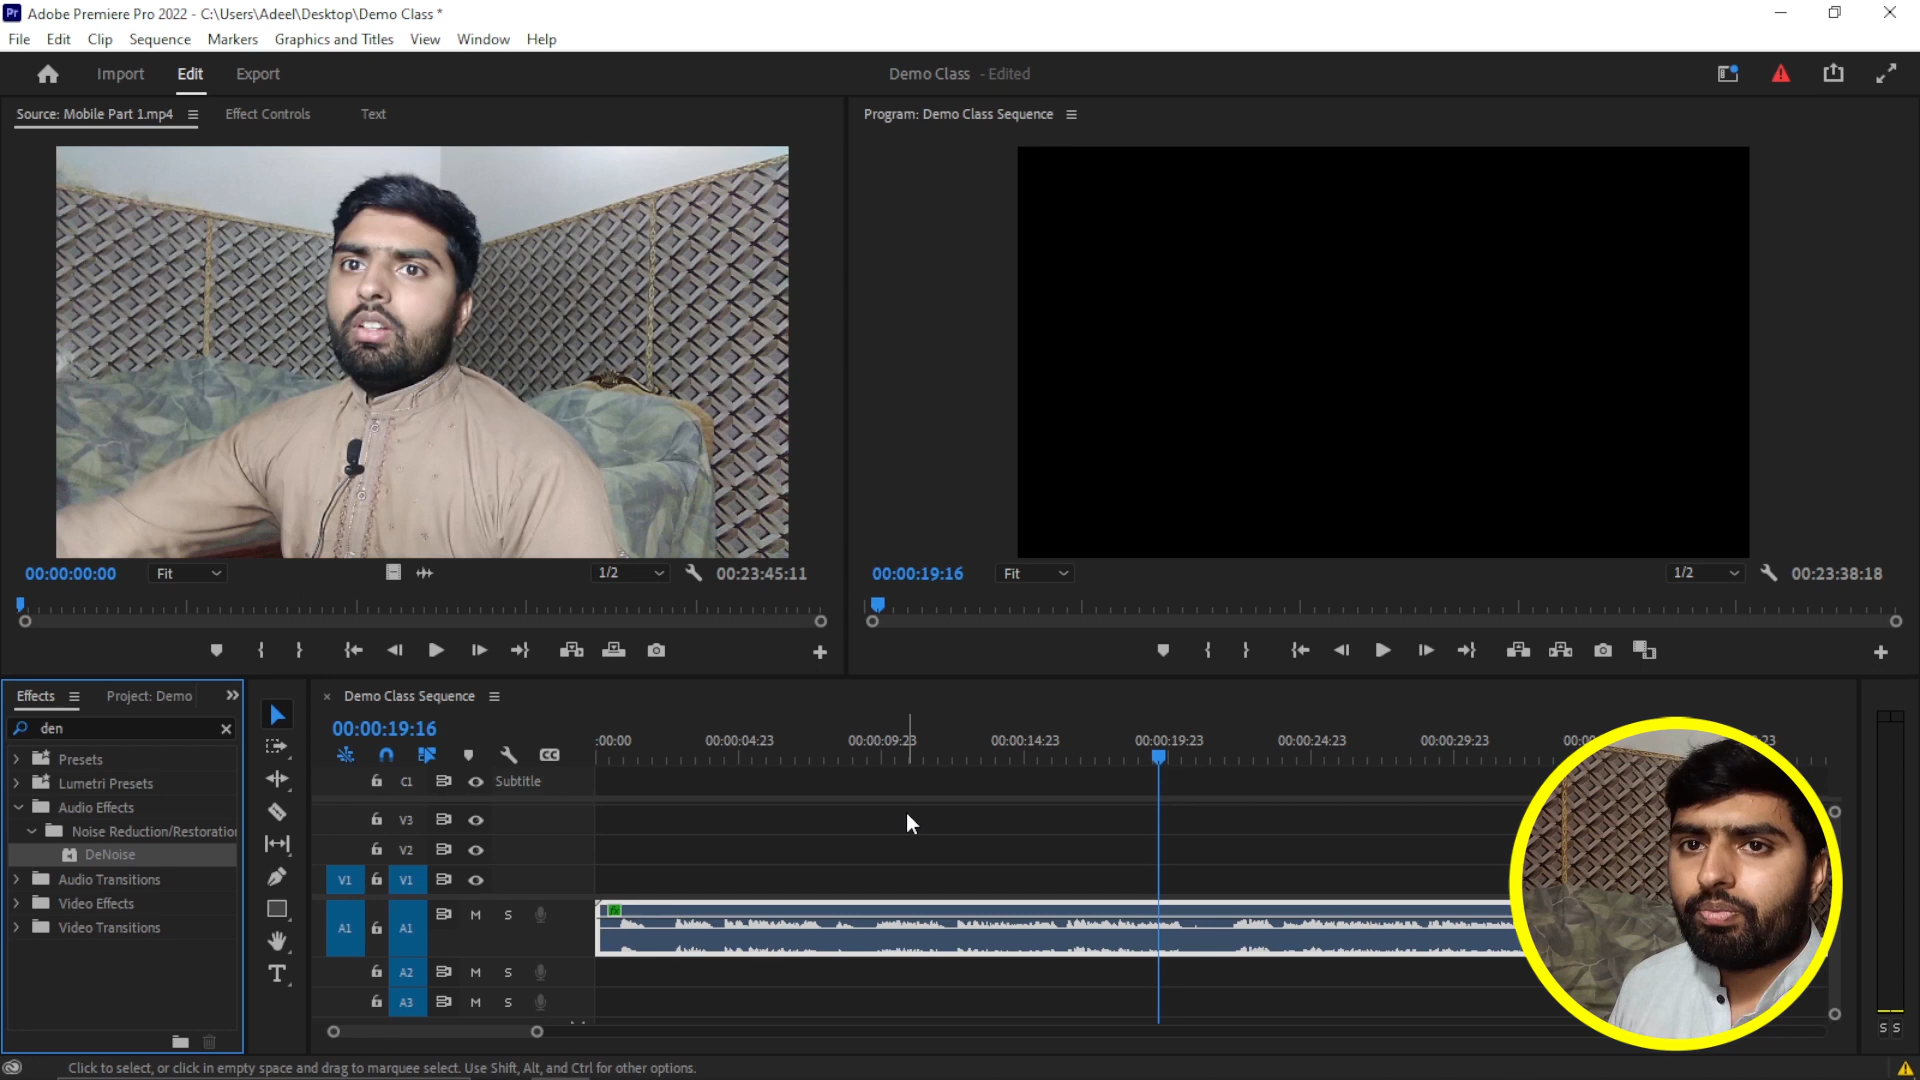 Pr Adobe Premiere Pro 2022 - C:\Users\Adeel\Desktop\Demo Class *
File Edit Clip Sequence Markers Graphics and Titles View Window Help
Import Edit Export Demo Class - Edited
Source: Mobile Part 1.mp4 Effect Controls Text
Program: Demo Class Sequence
00:00:00:00 Fit 1/2 00:23:45:11
00:00:19:16 Fit 1/2 00:23:38:18
Effects Project: Demo
den
Presets
Lumetri Presets
Audio Effects
Noise Reduction/Restoratio
DeNoise
Audio Transitions
Video Effects
Video Transitions
× Demo Class Sequence
00:00:19:16
:00:00 00:00:04:23 00:00:09:23 00:00:14:23 00:00:19:23 00:00:24:23 00:00:29:23
CC
C1 Subtitle
V3
V2
V1 V1
fx
A1 A1 M S
A2 M S
A3 M S
S S
Click to select, or click in empty space and drag to marquee select. Use Shift, Alt, and Ctrl for other options.